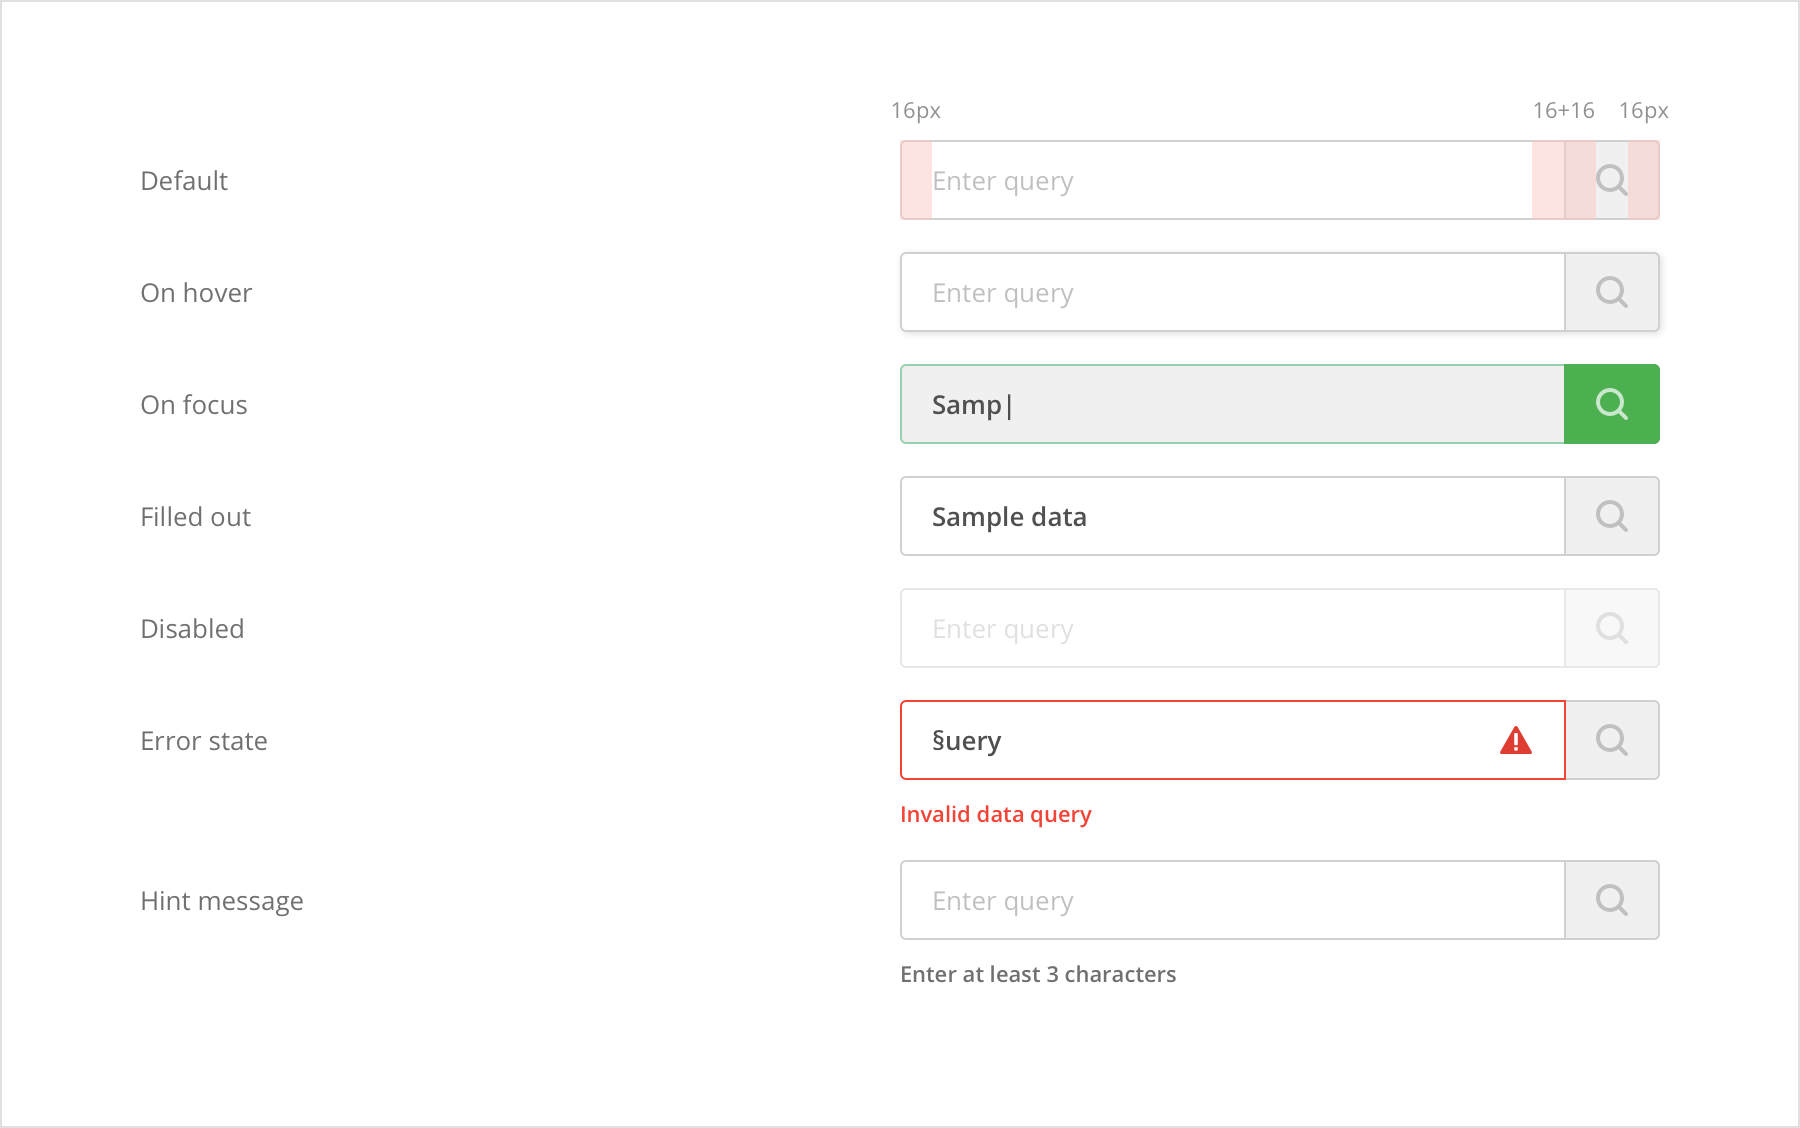 16px 16+16 16px
Default Enter query
On hover Enter query
On focus Samp|
Filled out Sample data
Disabled Enter query
Error state §uery
Invalid data query
Hint message Enter query
Enter at least 3 characters